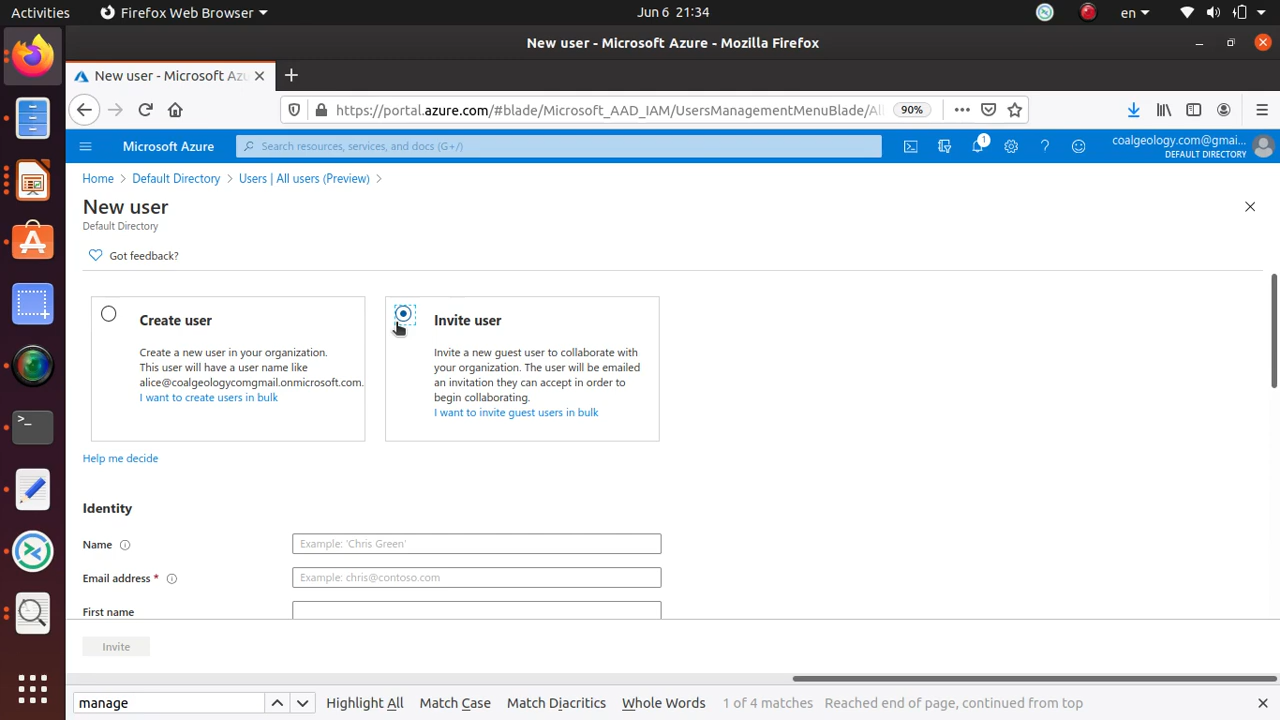 Activities
Firefox Web Browser
Jun 6 21:34
en
New user - Microsoft Azure - Mozilla Firefox
New user - Microsoft Azu
https://portal.azure.com/#blade/Microsoft_AAD_IAM/UsersManagementMenuBlade/Al
90%
Microsoft Azure
Search resources, services, and docs (G+/)
1
coalgeology.com@gmai...
DEFAULT DIRECTORY
Home > Default Directory > Users | All users (Preview) >
New user
Default Directory
Got feedback?
Create user
Create a new user in your organization.
This user will have a user name like
alice@coalgeologycomgmail.onmicrosoft.com.
I want to create users in bulk
Invite user
Invite a new guest user to collaborate with
your organization. The user will be emailed
an invitation they can accept in order to
begin collaborating.
I want to invite guest users in bulk
Help me decide
Identity
Name
Example: 'Chris Green'
Email address *
Example: chris@contoso.com
First name
Invite
manage
Highlight All
Match Case
Match Diacritics
Whole Words
1 of 4 matches
Reached end of page, continued from top